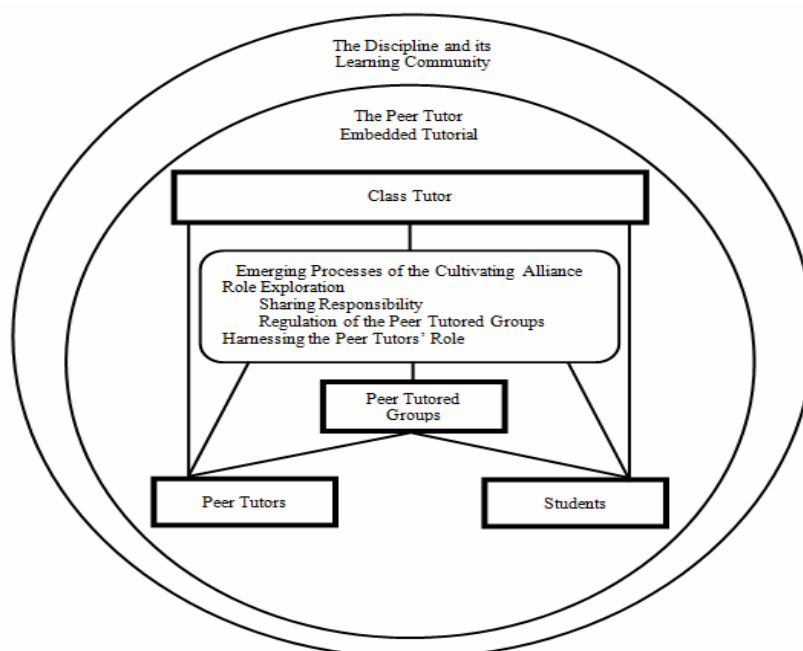 The Discipline and its
Learning Community
The Peer Tutor
Embedded Tutorial
Class Tutor
Emerging Processes of the Cultivating Alliance
Role Exploration
Sharing Responsibility
Regulation of the Peer Tutored Groups
Harnessing the Peer Tutors’ Role
Peer Tutored
Groups
Peer Tutors
Students